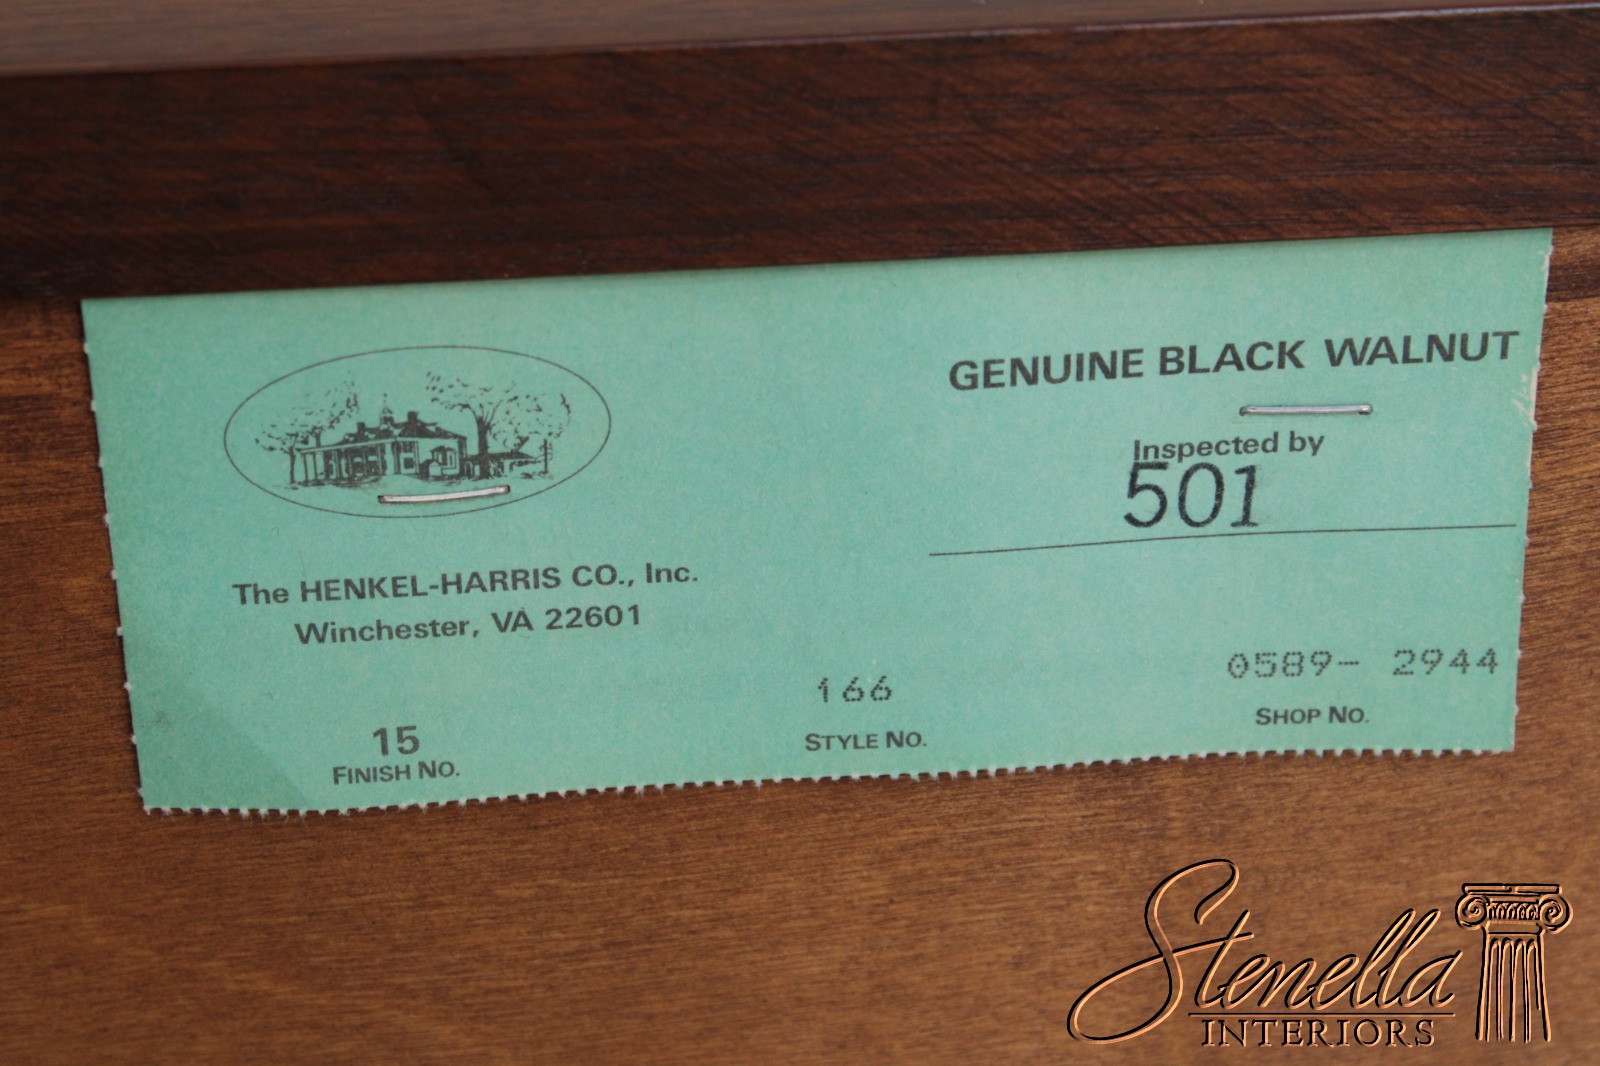 GENUINE BLACK WALNUT
Inspected by
501
The HENKEL-HARRIS CO., Inc.
Winchester, VA 22601
15
FINISH NO.
166
STYLE NO.
0589- 2944
SHOP NO.
Stenella
INTERIORS